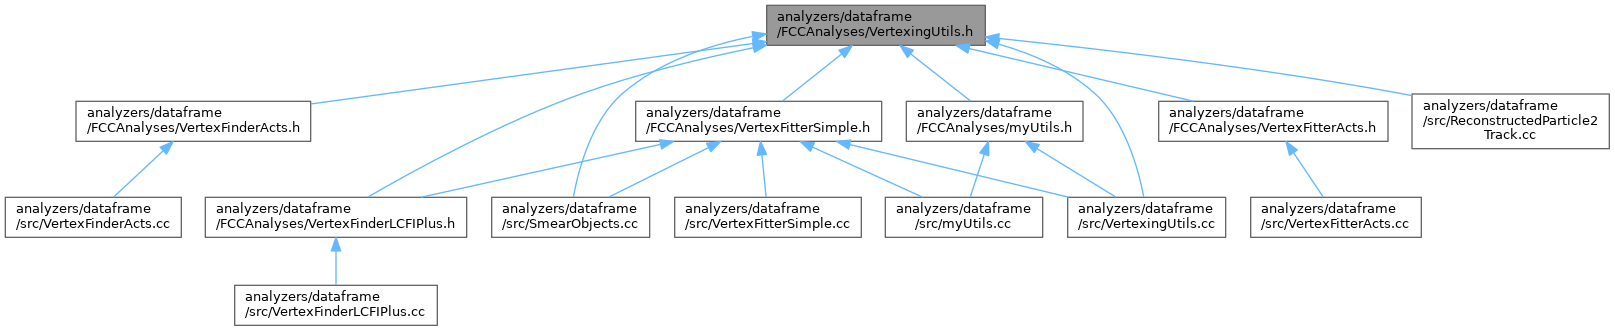 analyzers/dataframe
/FCCAnalyses/VertexingUtils.h
analyzers/dataframe
/FCCAnalyses/VertexFinderActs.h
analyzers/dataframe
/FCCAnalyses/VertexFitterSimple.h
analyzers/dataframe
/FCCAnalyses/myUtils.h
analyzers/dataframe
/FCCAnalyses/VertexFitterActs.h
analyzers/dataframe
/src/ReconstructedParticle2
Track.cc
analyzers/dataframe
/src/VertexFinderActs.cc
analyzers/dataframe
/FCCAnalyses/VertexFinderLCFIPlus.h
analyzers/dataframe
/src/SmearObjects.cc
analyzers/dataframe
/src/VertexFitterSimple.cc
analyzers/dataframe
/src/myUtils.cc
analyzers/dataframe
/src/VertexingUtils.cc
analyzers/dataframe
/src/VertexFitterActs.cc
analyzers/dataframe
/src/VertexFinderLCFIPlus.cc